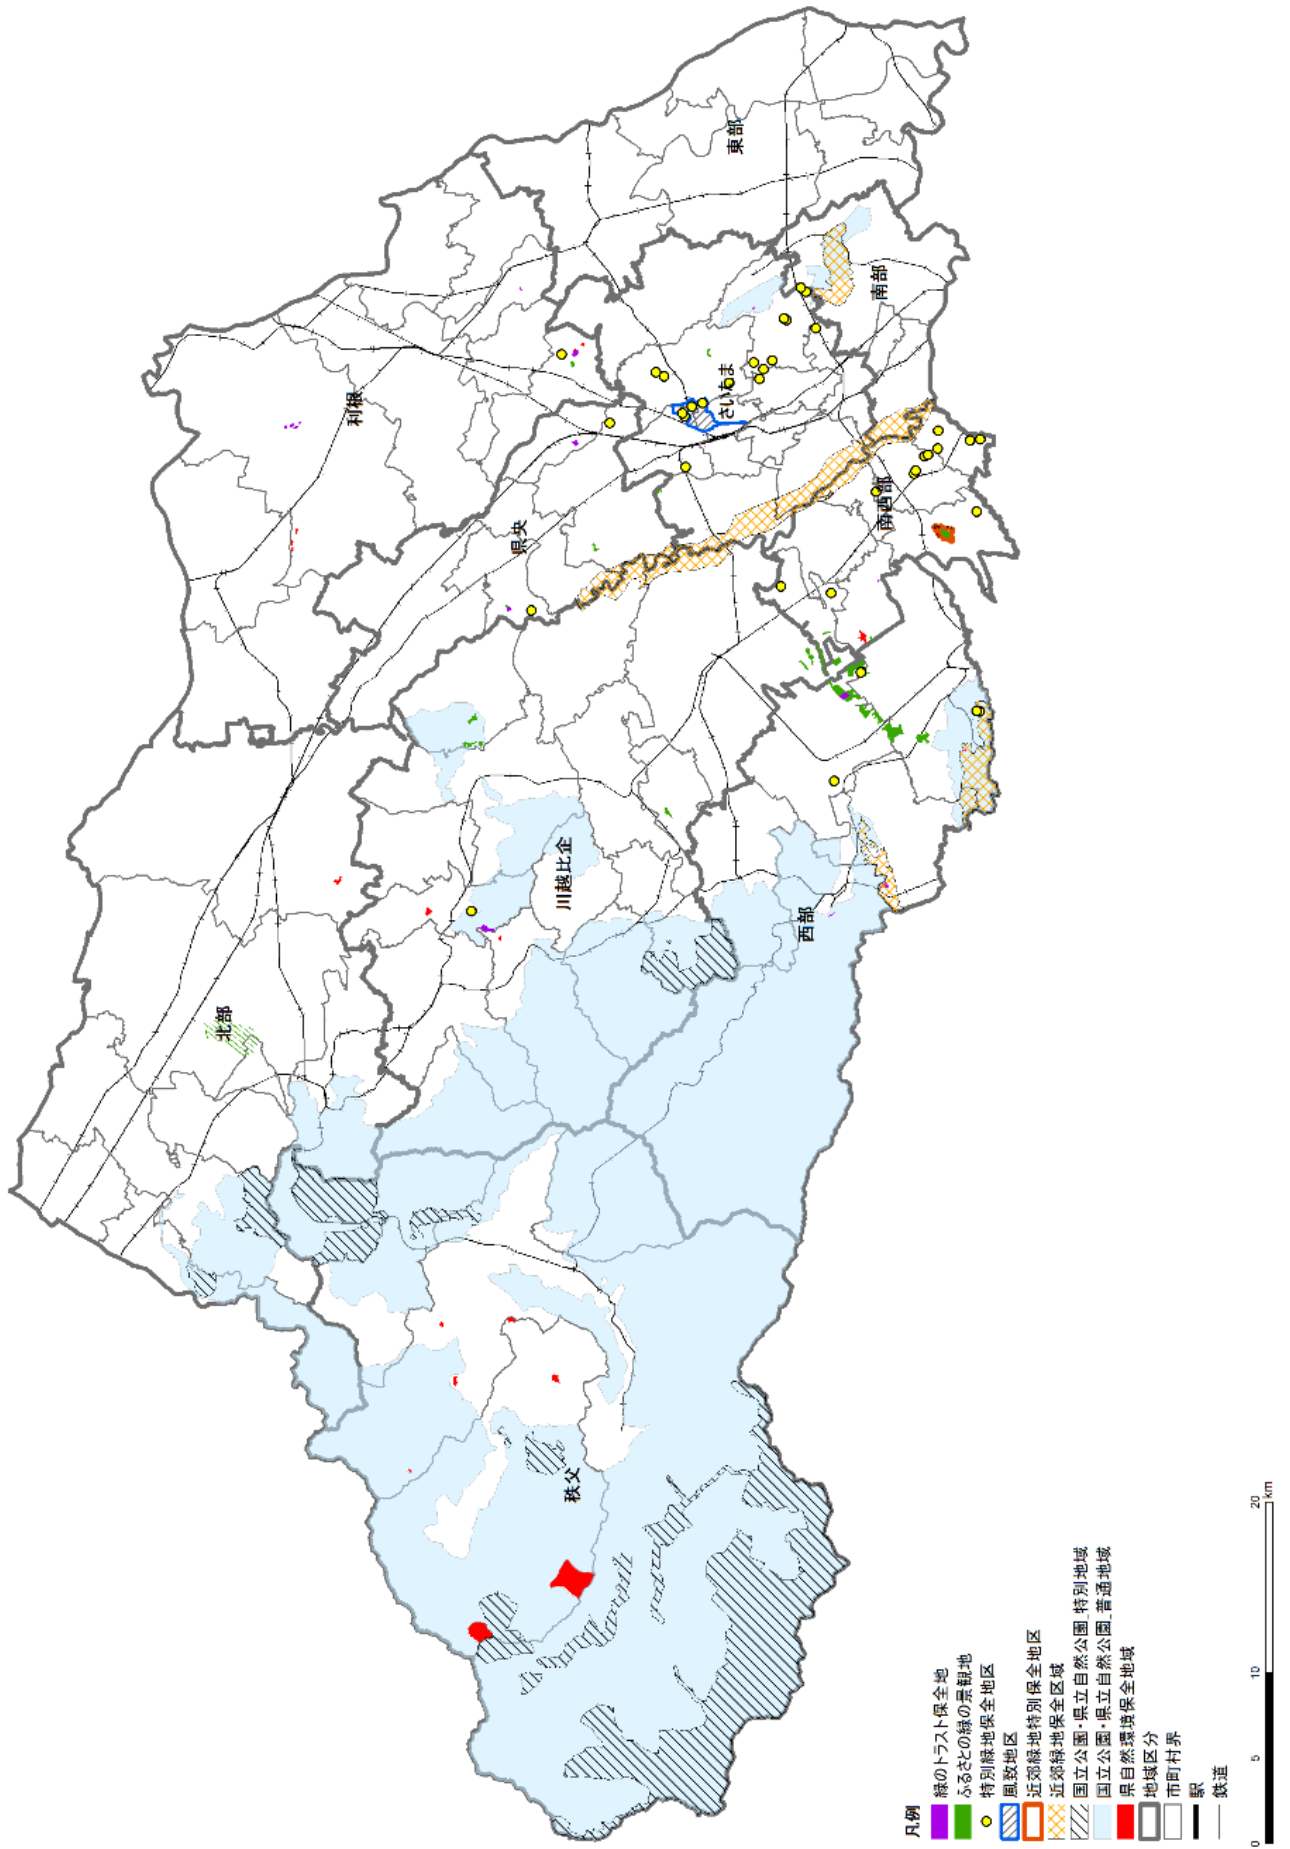 北部
利根
秩父
川越比企
県央
東部
さいたま
西部
南西部
南部
凡例
緑のトラスト保全地
ふるさとの緑の景観地
特別緑地保全地区
風致地区
近郊緑地特別保全地区
近郊緑地保全区域
国立公園・県立自然公園_特別地域
国立公園・県立自然公園_普通地域
県自然環境保全地域
地域区分
市町村界
駅
鉄道
0 5 10 20
km